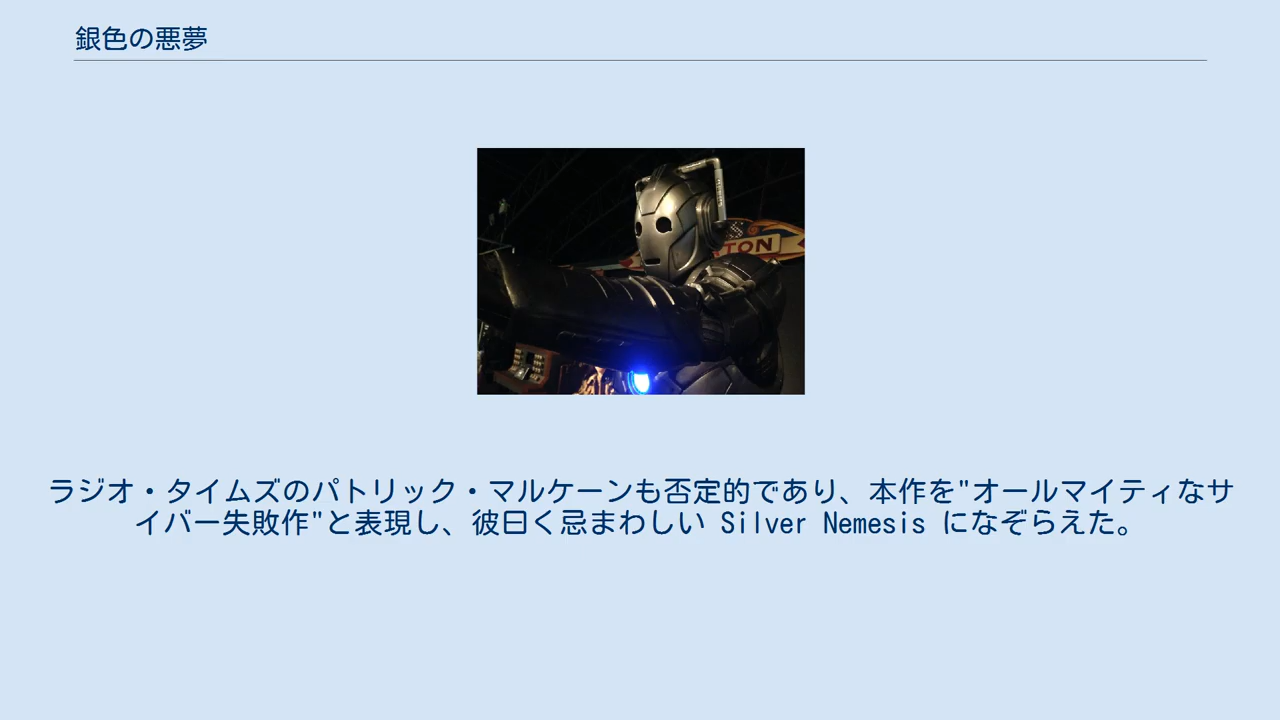 銀色の悪夢
TON
ラジオ・タイムズのパトリック・マルケーンも否定的であり、本作を"オールマイティなサ
イバー失敗作"と表現し、彼曰く忌まわしい Silver Nemesis になぞらえた。